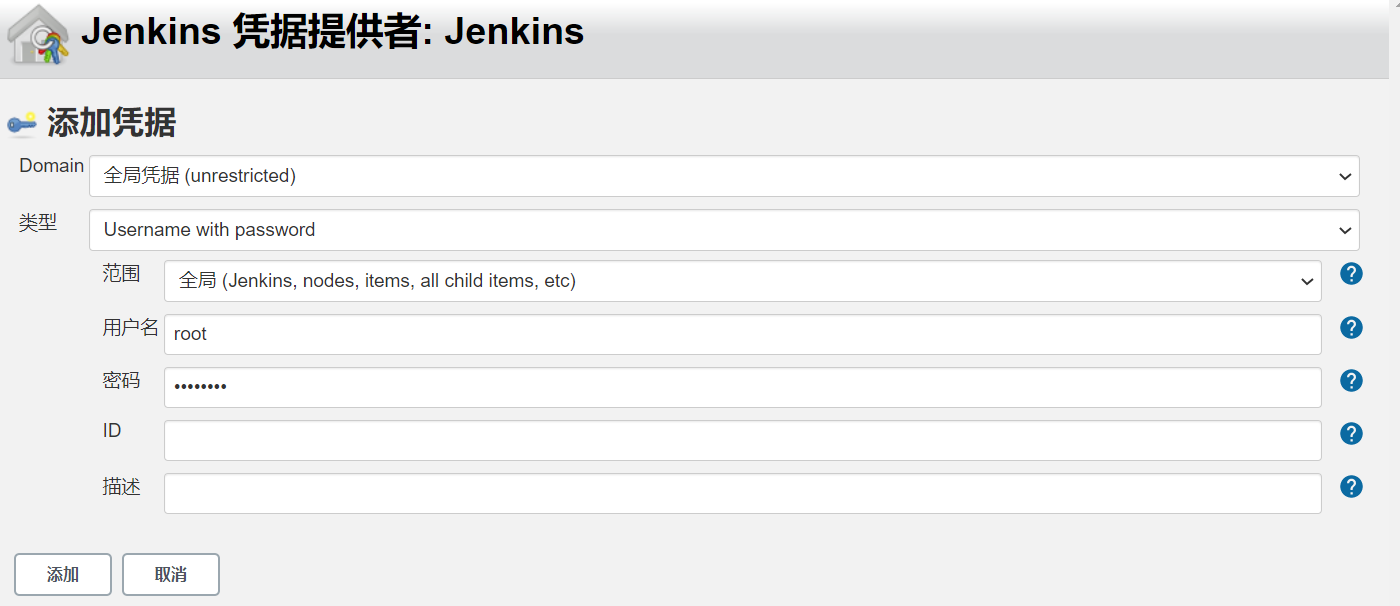 Jenkins 凭据提供者: Jenkins
添加凭据
Domain
全局凭据 (unrestricted)
类型
Username with password
范围
全局 (Jenkins, nodes, items, all child items, etc)
?
用户名
root
?
密码
••••••••
?
ID
?
描述
?
添加
取消